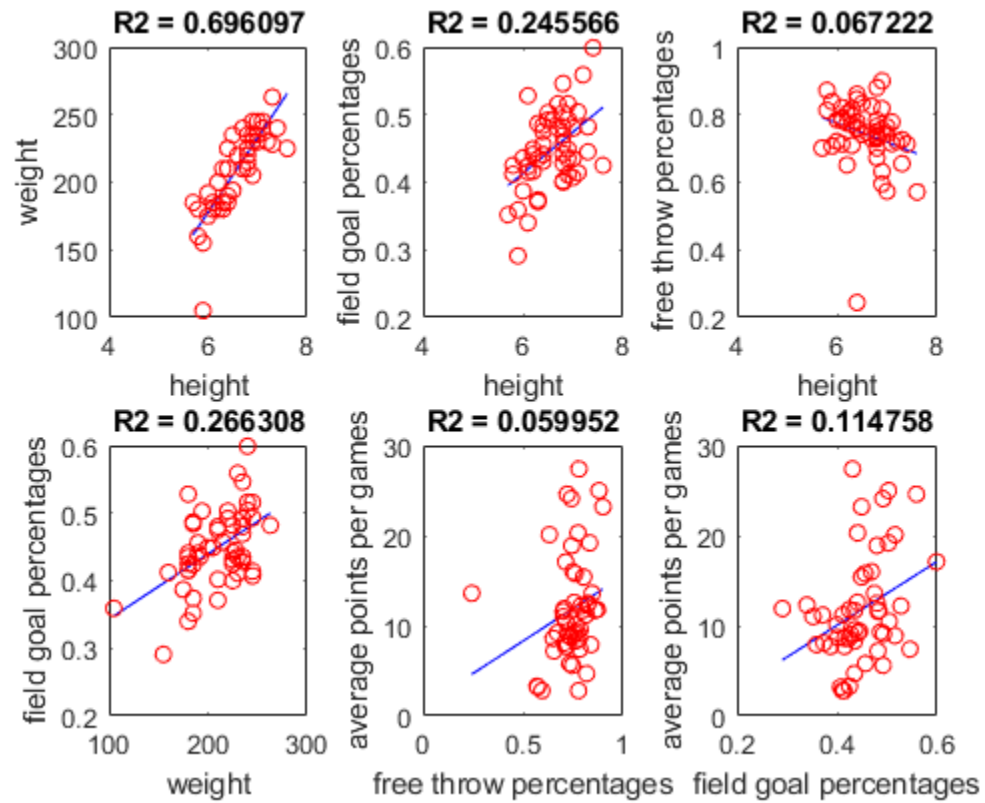 R2 = 0.696097
R2 = 0.245566
R2 = 0.067222
300
250
200
150
100
weight
4 6 8
height
0.6
0.5
0.4
0.3
0.2
field goal percentages
4 6 8
height
1
0.8
0.6
0.4
0.2
free throw percentages
4 6 8
height
R2 = 0.266308
R2 = 0.059952
R2 = 0.114758
0.6
0.5
0.4
0.3
0.2
field goal percentages
100 200 300
weight
30
20
10
0
average points per games
0 0.5 1
free throw percentages
30
20
10
0
average points per games
0.2 0.4 0.6
field goal percentages